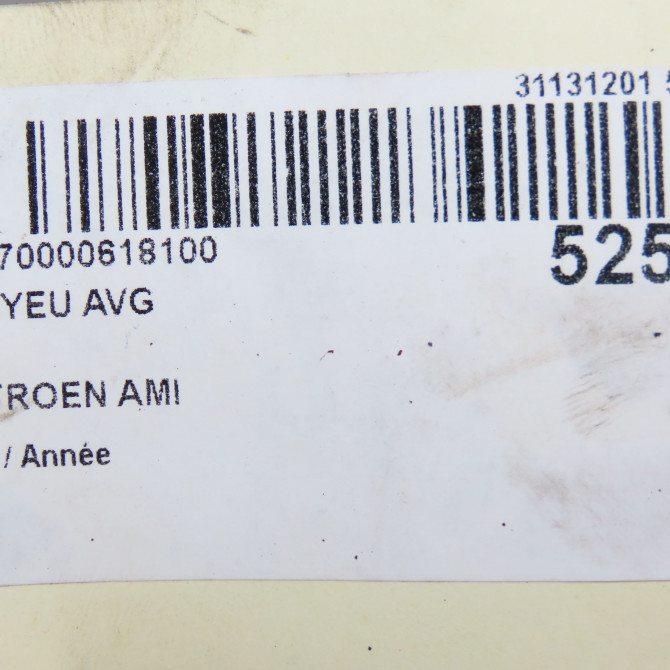 31131201 5
70000618100
525
YEU AVG
TROEN AMI
/ Année